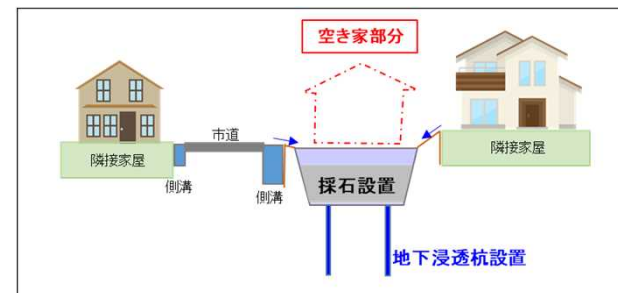 空き家部分
市道
隣接家屋
隣接家屋
側溝
側溝
採石設置
地下浸透杭設置